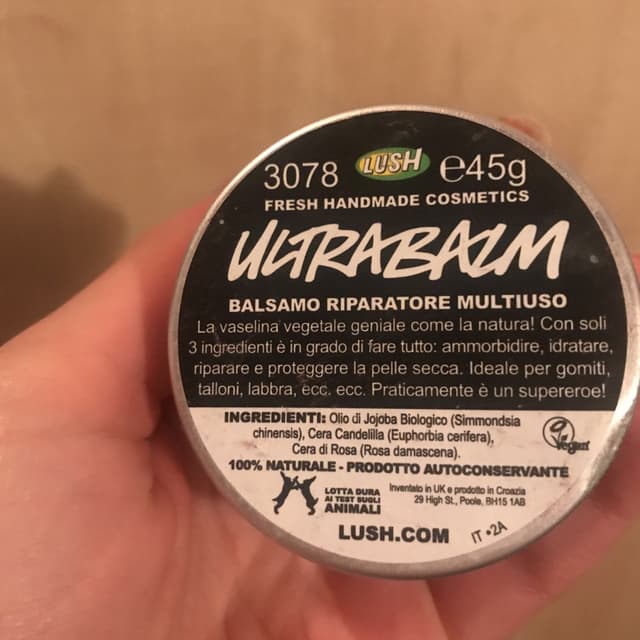 3078 LUSH ℮45g
FRESH HANDMADE COSMETICS
ULTRABALM
BALSAMO RIPARATORE MULTIUSO
La vaselina vegetale geniale come la natura! Con soli
3 ingredienti è in grado di fare tutto: ammorbidire, idratare,
riparare e proteggere la pelle secca. Ideale per gomiti,
talloni, labbra, ecc. ecc. Praticamente è un supereroe!
INGREDIENTI: Olio di Jojoba Biologico (Simmondsia
chinensis), Cera Candelilla (Euphorbia cerifera),
Cera di Rosa (Rosa damascena).
Vegan
100% NATURALE - PRODOTTO AUTOCONSERVANTE
LOTTA DURA
AI TEST SUGLI
ANIMALI
Inventato in UK e prodotto in Croazia
29 High St., Poole, BH15 1AB
LUSH.COM
IT •2A